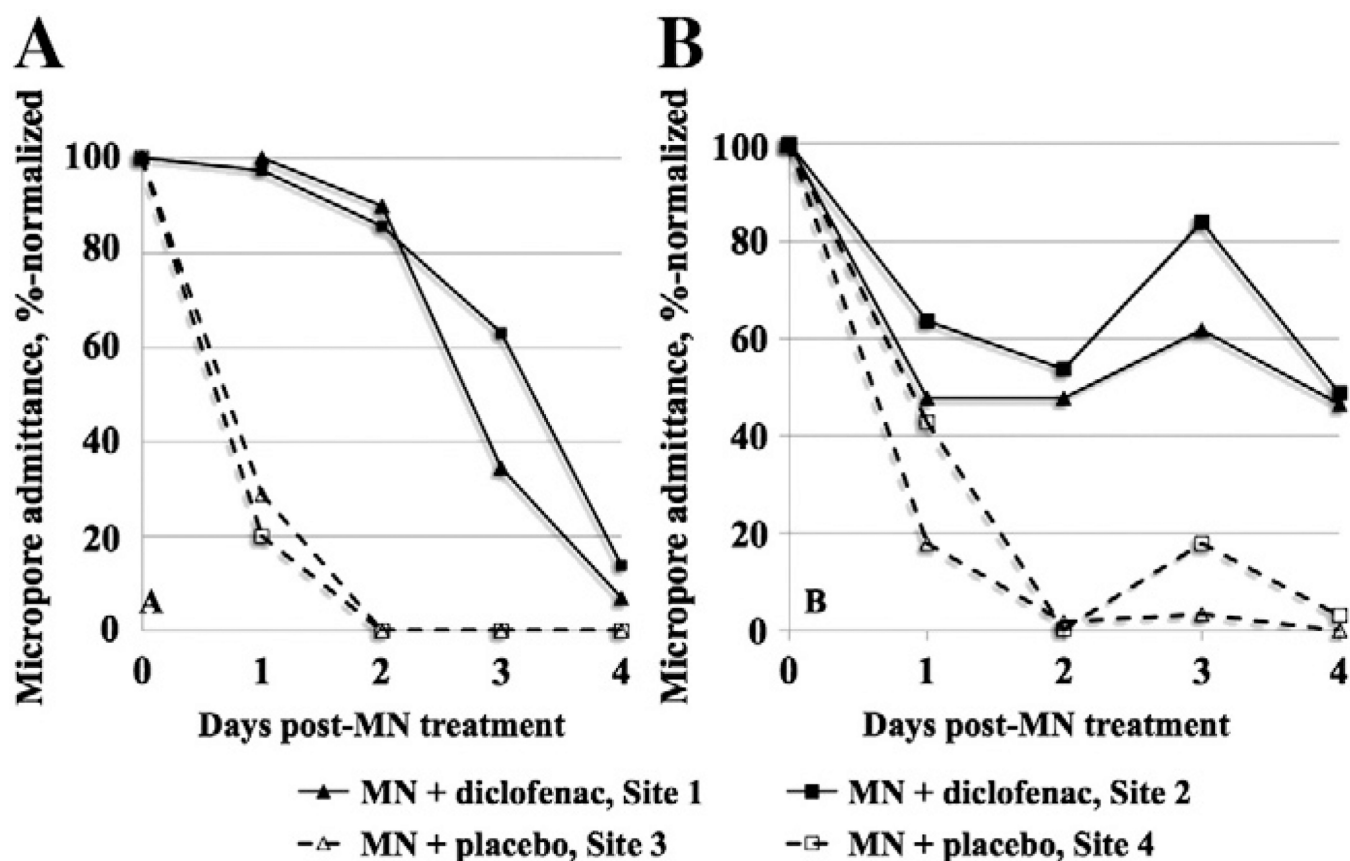 A
B
Micropore admittance, %-normalized
100
80
60
40
20
0
A
0 1 2 3 4
Days post-MN treatment
Micropore admittance, %-normalized
100
80
60
40
20
0
B
0 1 2 3 4
Days post-MN treatment
MN + diclofenac, Site 1
MN + diclofenac, Site 2
MN + placebo, Site 3
MN + placebo, Site 4